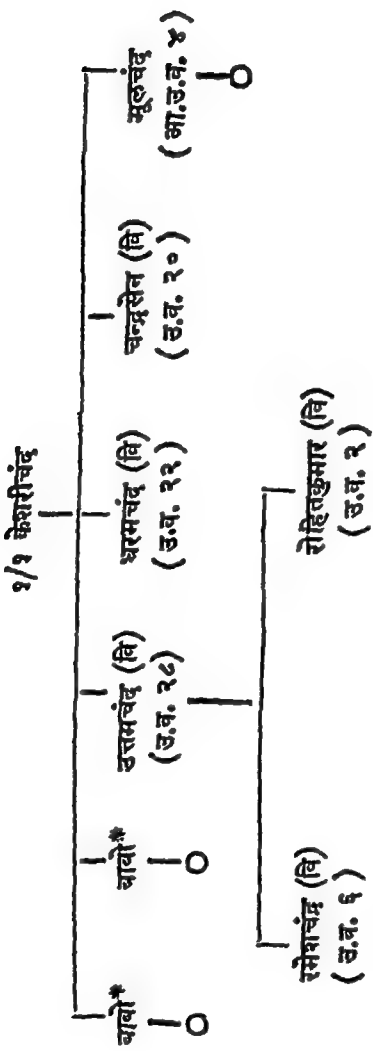 १/१ केशरीचंद
बाबो*
बाबो*
उत्तमचंद (वि)
(उ.व. २८)
धरमचंद (वि)
(उ.व. २२)
चन्द्रसेन (वि)
(उ.व. २०)
मूलचंद
(मा.उ.व. ४)
रमेशचंद्र (वि)
(उ.व. ६)
रोहितकुमार (वि)
(उ.व. २)